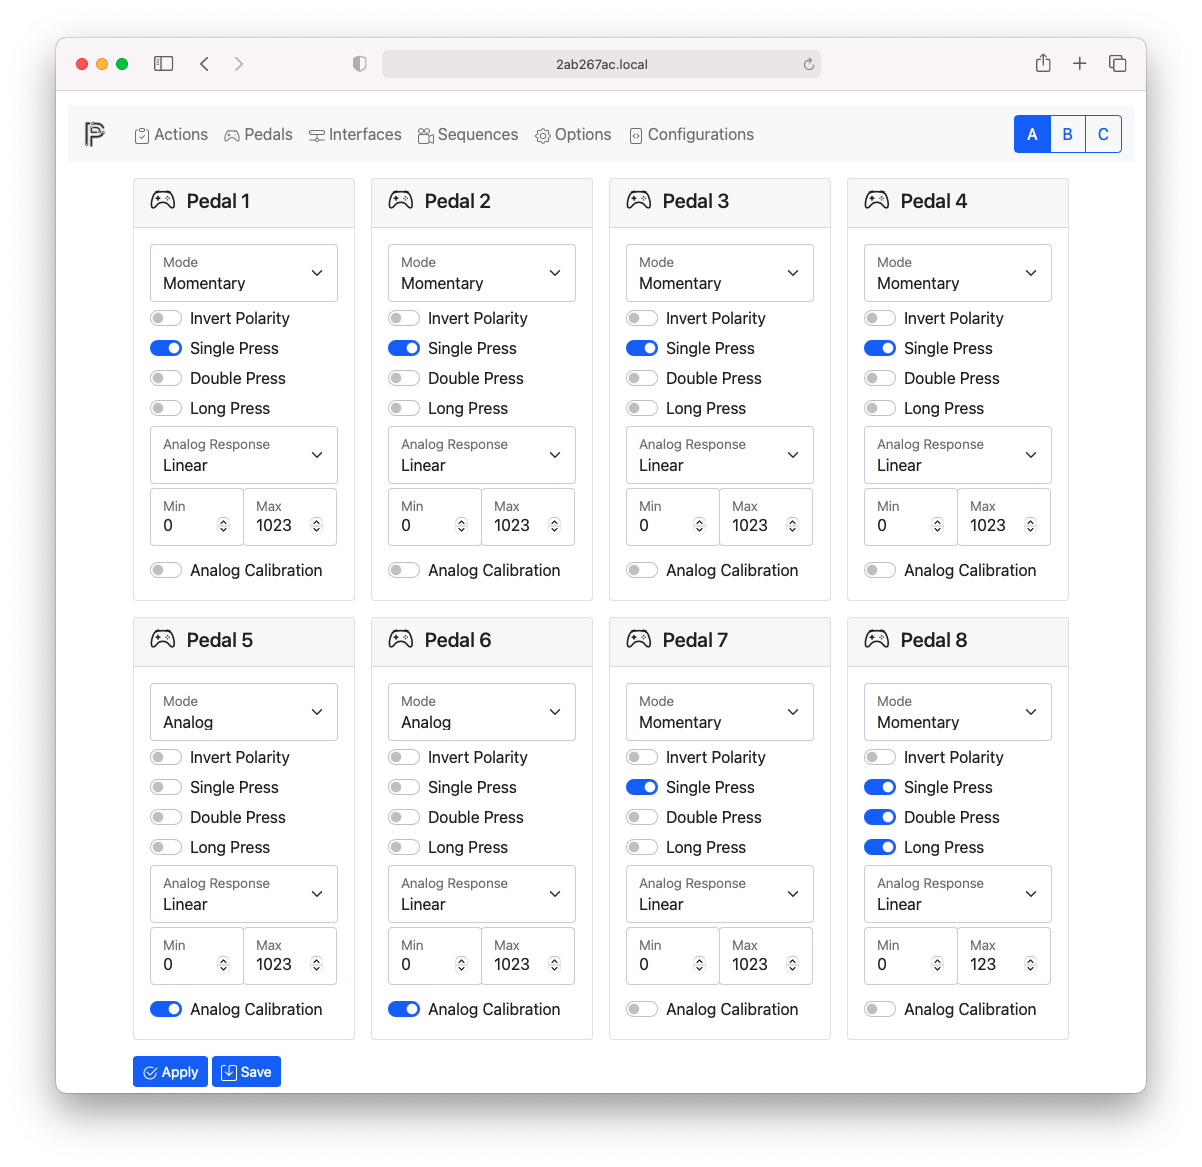 2ab267ac.local
Actions Pedals Interfaces Sequences Options Configurations A B C
Pedal 1 Pedal 2 Pedal 3 Pedal 4
Mode Mode Mode Mode
Momentary Momentary Momentary Momentary
Invert Polarity Invert Polarity Invert Polarity Invert Polarity
Single Press Single Press Single Press Single Press
Double Press Double Press Double Press Double Press
Long Press Long Press Long Press Long Press
Analog Response Analog Response Analog Response Analog Response
Linear Linear Linear Linear
Min Max Min Max Min Max Min Max
0 1023 0 1023 0 1023 0 1023
Analog Calibration Analog Calibration Analog Calibration Analog Calibration
Pedal 5 Pedal 6 Pedal 7 Pedal 8
Mode Mode Mode Mode
Analog Analog Momentary Momentary
Invert Polarity Invert Polarity Invert Polarity Invert Polarity
Single Press Single Press Single Press Single Press
Double Press Double Press Double Press Double Press
Long Press Long Press Long Press Long Press
Analog Response Analog Response Analog Response Analog Response
Linear Linear Linear Linear
Min Max Min Max Min Max Min Max
0 1023 0 1023 0 1023 0 123
Analog Calibration Analog Calibration Analog Calibration Analog Calibration
Apply Save